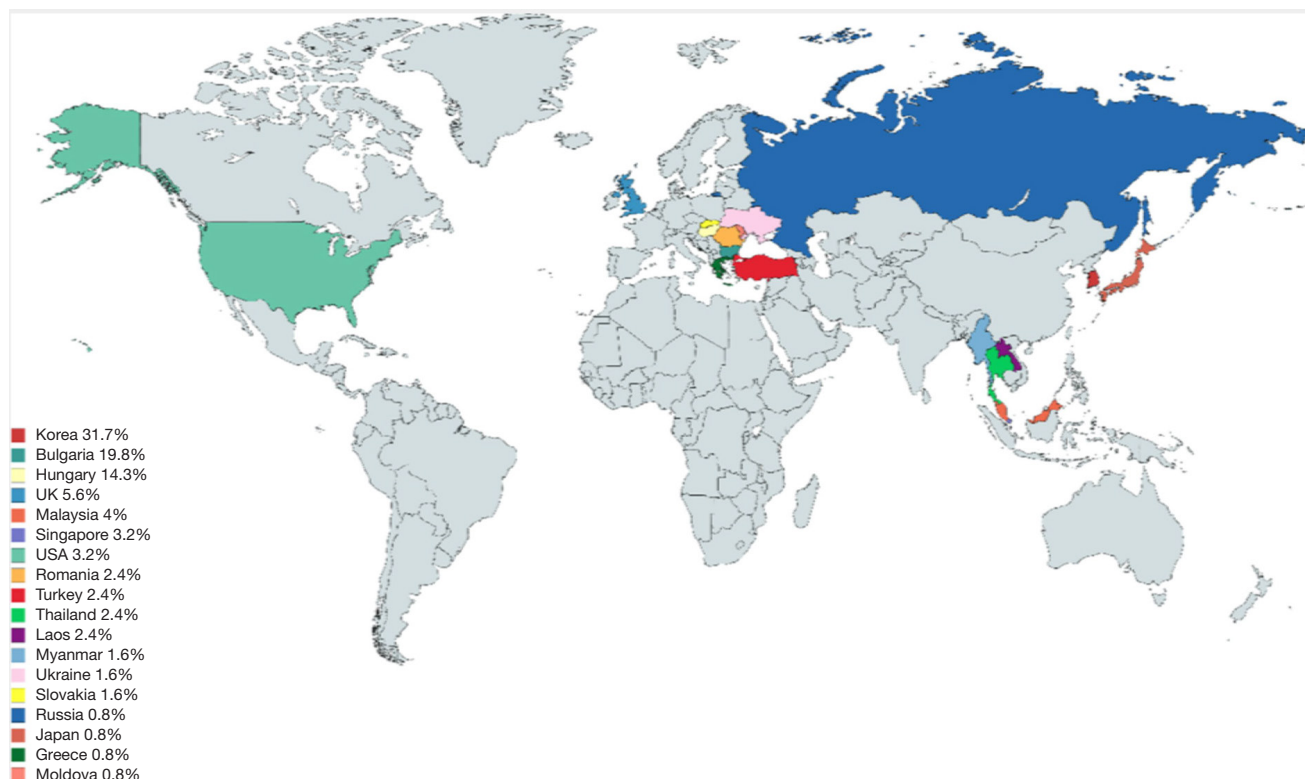 Korea 31.7%
Bulgaria 19.8%
Hungary 14.3%
UK 5.6%
Malaysia 4%
Singapore 3.2%
USA 3.2%
Romania 2.4%
Turkey 2.4%
Thailand 2.4%
Laos 2.4%
Myanmar 1.6%
Ukraine 1.6%
Slovakia 1.6%
Russia 0.8%
Japan 0.8%
Greece 0.8%
Moldova 0.8%